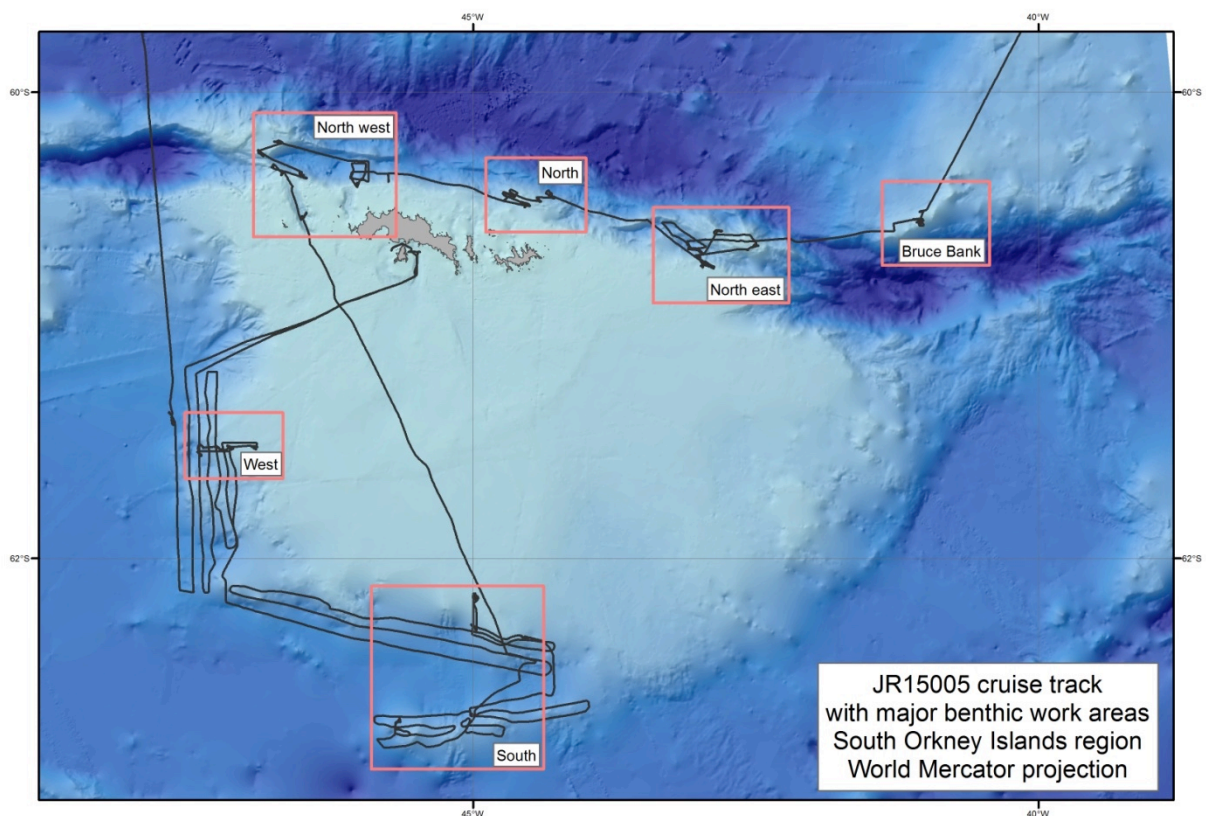 45°W
40°W
60°S
60°S
North west
North
Bruce Bank
North east
West
62°S
62°S
South
JR15005 cruise track
with major benthic work areas
South Orkney Islands region
World Mercator projection
45°W
40°W